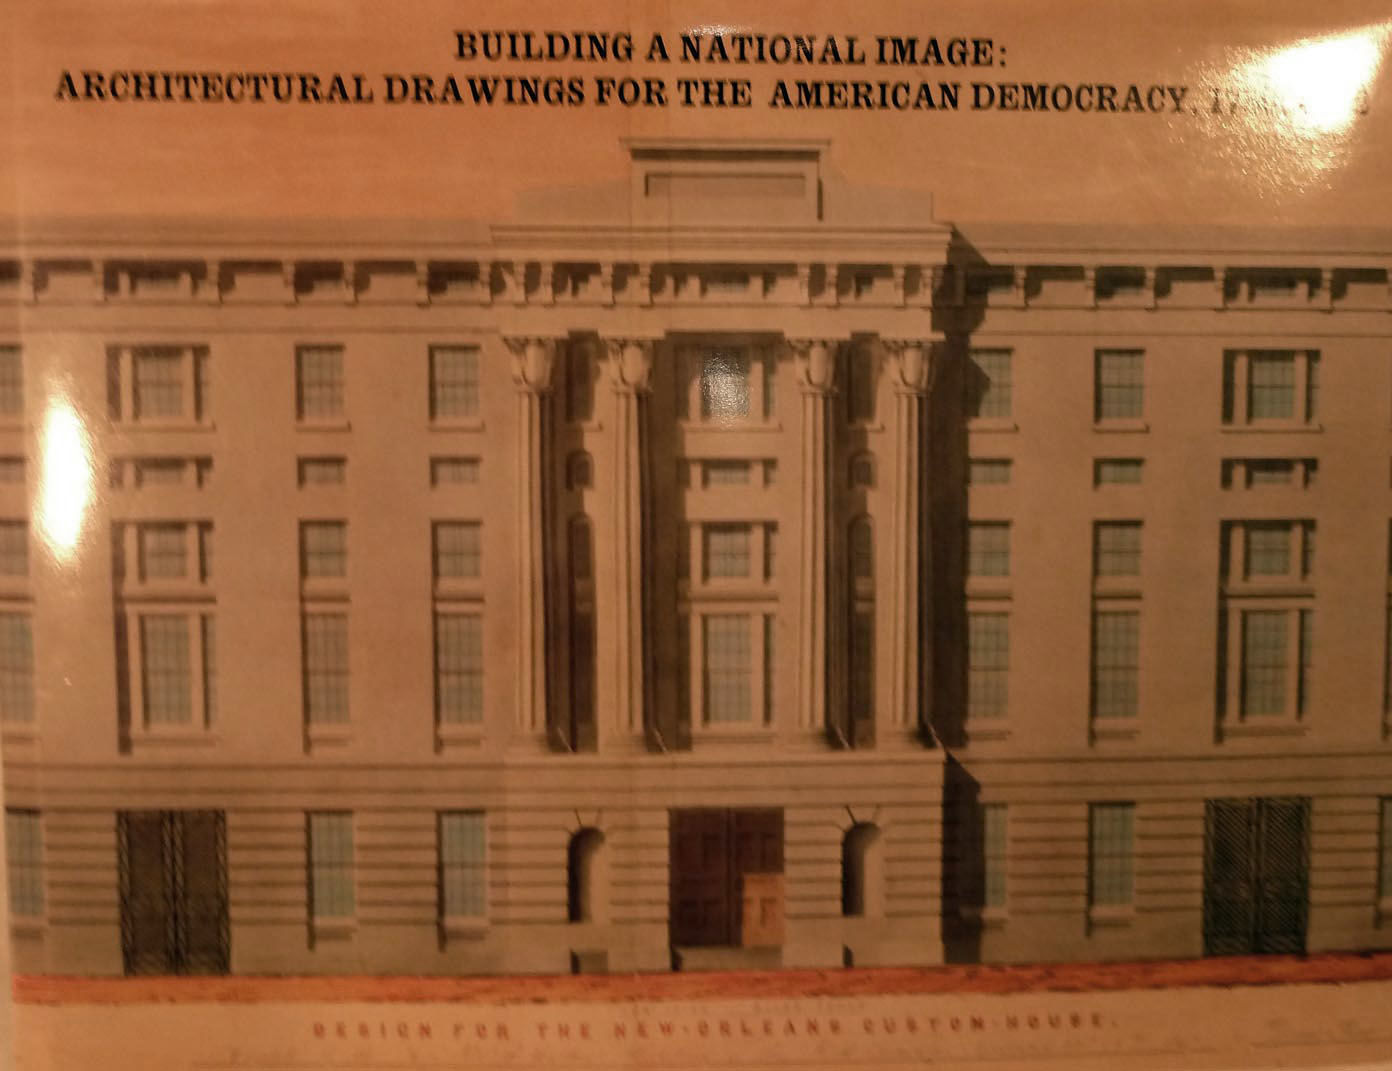 BUILDING A NATIONAL IMAGE:
ARCHITECTURAL DRAWINGS FOR THE AMERICAN DEMOCRACY,
DESIGN FOR THE NEW-ORLEANS CUSTOM-HOUSE.